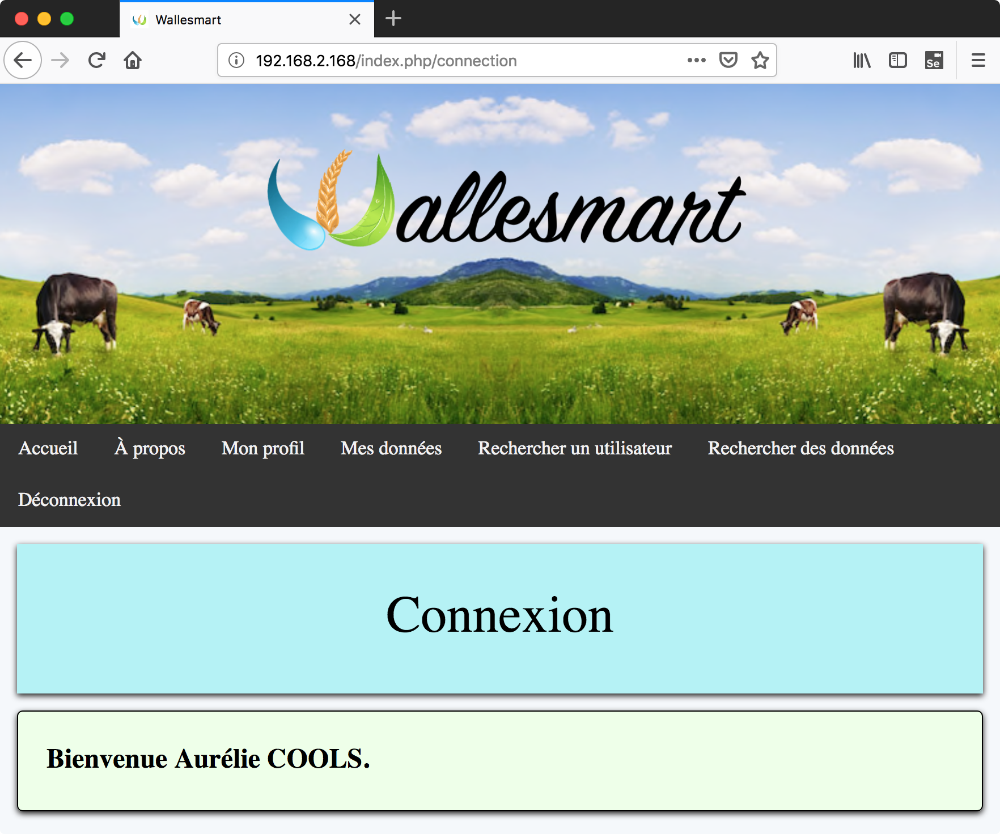 Wallesmart
192.168.2.168/index.php/connection
Se
Wallesmart
Accueil À propos Mon profil Mes données Rechercher un utilisateur Rechercher des données
Déconnexion
Connexion
Bienvenue Aurélie COOLS.